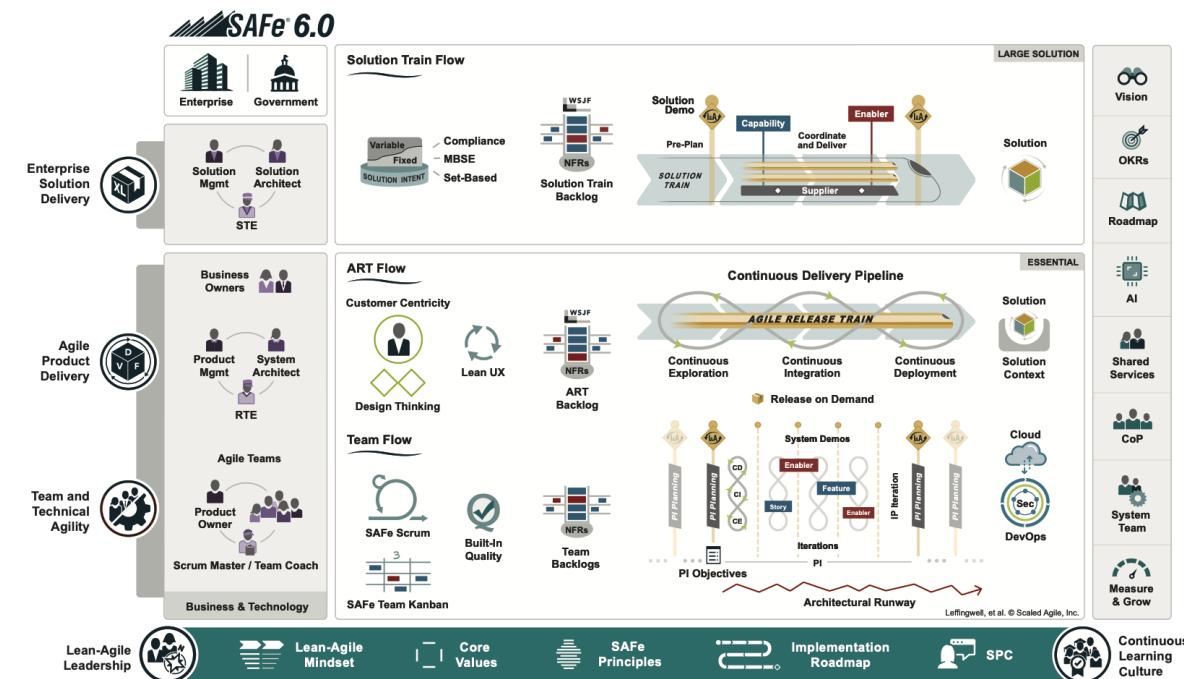 SAFe® 6.0
Enterprise
Government
Enterprise
Solution
Delivery
XL
Solution
Mgmt
Solution
Architect
STE
LARGE SOLUTION
Solution Train Flow
Variable
Fixed
SOLUTION INTENT
Compliance
MBSE
Set-Based
WSJF
NFRs
Solution Train
Backlog
Solution
Demo
I&A
Pre-Plan
Capability
Coordinate
and Deliver
Enabler
I&A
SOLUTION
TRAIN
Supplier
Solution
Agile
Product
Delivery
D
V
F
Business
Owners
Product
Mgmt
System
Architect
RTE
Team and
Technical
Agility
Agile Teams
Product
Owner
Scrum Master / Team Coach
Business & Technology
ESSENTIAL
ART Flow
Customer Centricity
Design Thinking
Lean UX
WSJF
NFRs
ART
Backlog
Continuous Delivery Pipeline
AGILE RELEASE TRAIN
Continuous
Exploration
Continuous
Integration
Continuous
Deployment
Release on Demand
Solution
Solution
Context
Team Flow
SAFe Scrum
3
SAFe Team Kanban
Built-In
Quality
NFRs
Team
Backlogs
I&A
I&A
System Demos
I&A
I&A
PI Planning
PI Planning
CD
CI
CE
Enabler
Feature
Story
Enabler
IP Iteration
PI Planning
PI Planning
Iterations
PI
PI Objectives
Architectural Runway
Cloud
Sec
DevOps
Leffingwell, et al. © Scaled Agile, Inc.
Vision
OKRs
Roadmap
AI
Shared
Services
CoP
System
Team
Measure
& Grow
Lean-Agile
Leadership
Lean-Agile
Mindset
Core
Values
SAFe
Principles
Implementation
Roadmap
SPC
Continuous
Learning
Culture